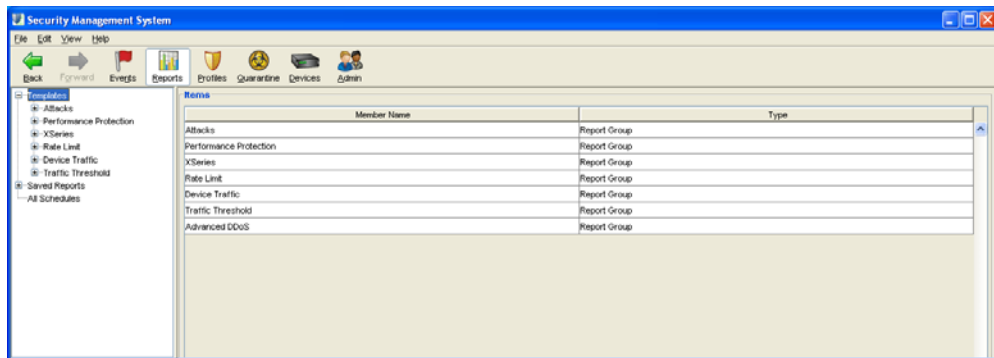 Security Management System
File Edit View Help
Back Forward Events Reports Profiles Quarantine Devices Admin
Templates
Attacks
Performance Protection
XSeries
Rate Limit
Device Traffic
Traffic Threshold
Saved Reports
All Schedules
Items
Member Name Type
Attacks Report Group
Performance Protection Report Group
XSeries Report Group
Rate Limit Report Group
Device Traffic Report Group
Traffic Threshold Report Group
Advanced DDoS Report Group